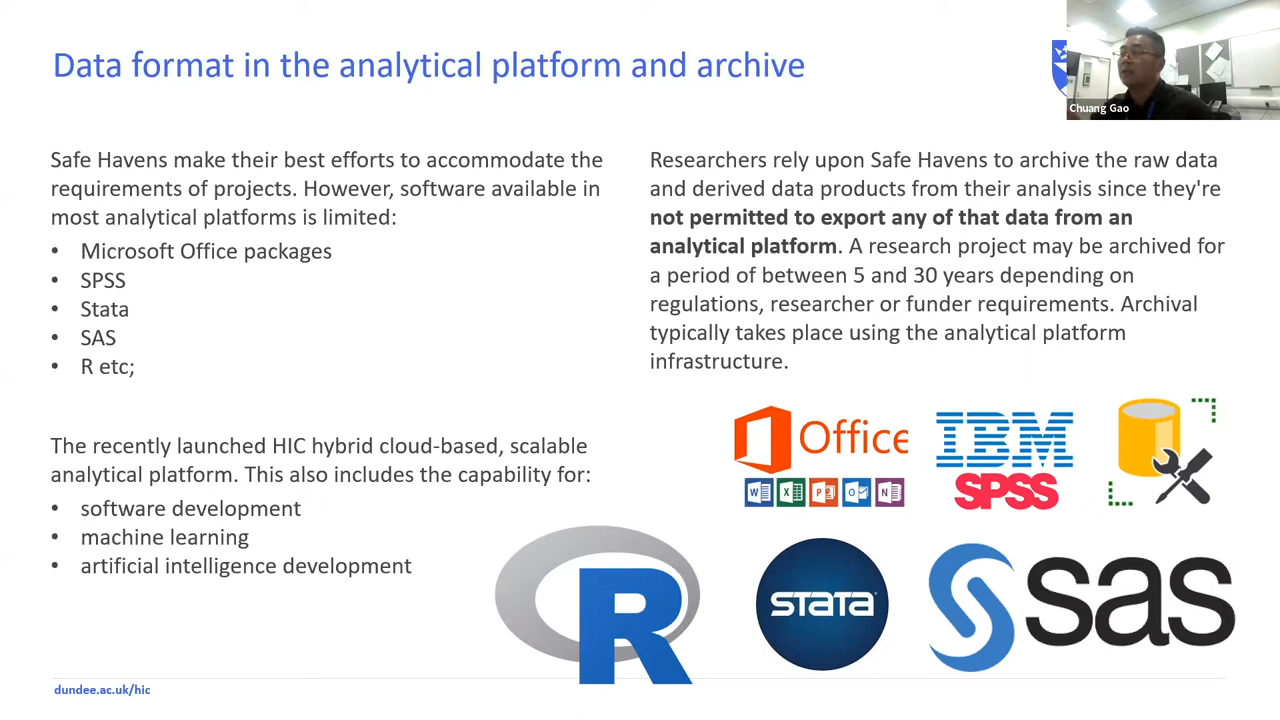 Data format in the analytical platform and archive
Chuang Gao
Safe Havens make their best efforts to accommodate the
requirements of projects. However, software available in
most analytical platforms is limited:
• Microsoft Office packages
• SPSS
• Stata
• SAS
• R etc;
The recently launched HIC hybrid cloud-based, scalable
analytical platform. This also includes the capability for:
• software development
• machine learning
• artificial intelligence development
Researchers rely upon Safe Havens to archive the raw data
and derived data products from their analysis since they're
not permitted to export any of that data from an
analytical platform. A research project may be archived for
a period of between 5 and 30 years depending on
regulations, researcher or funder requirements. Archival
typically takes place using the analytical platform
infrastructure.
Office
W X P O N
IBM
SPSS
R
STATA
sas
dundee.ac.uk/hic